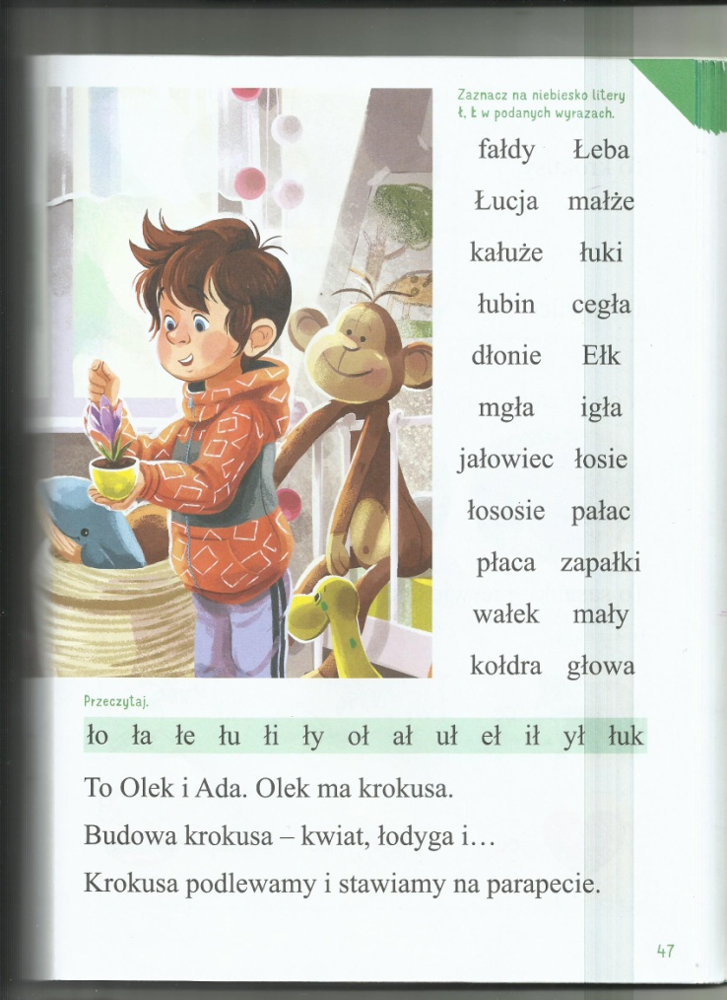 Zaznacz na niebiesko litery
ł, Ł w podanych wyrazach.
fałdy Łeba
Łucja małże
kałuże łuki
łubin cegła
dłonie Ełk
mgła igła
jałowiec łosie
łososie pałac
płaca zapałki
wałek mały
kołdra głowa
Przeczytaj.
ło ła łe łu łi ły oł ał uł eł ił ył łuk
To Olek i Ada. Olek ma krokusa.
Budowa krokusa – kwiat, łodyga i…
Krokusa podlewamy i stawiamy na parapecie.
47